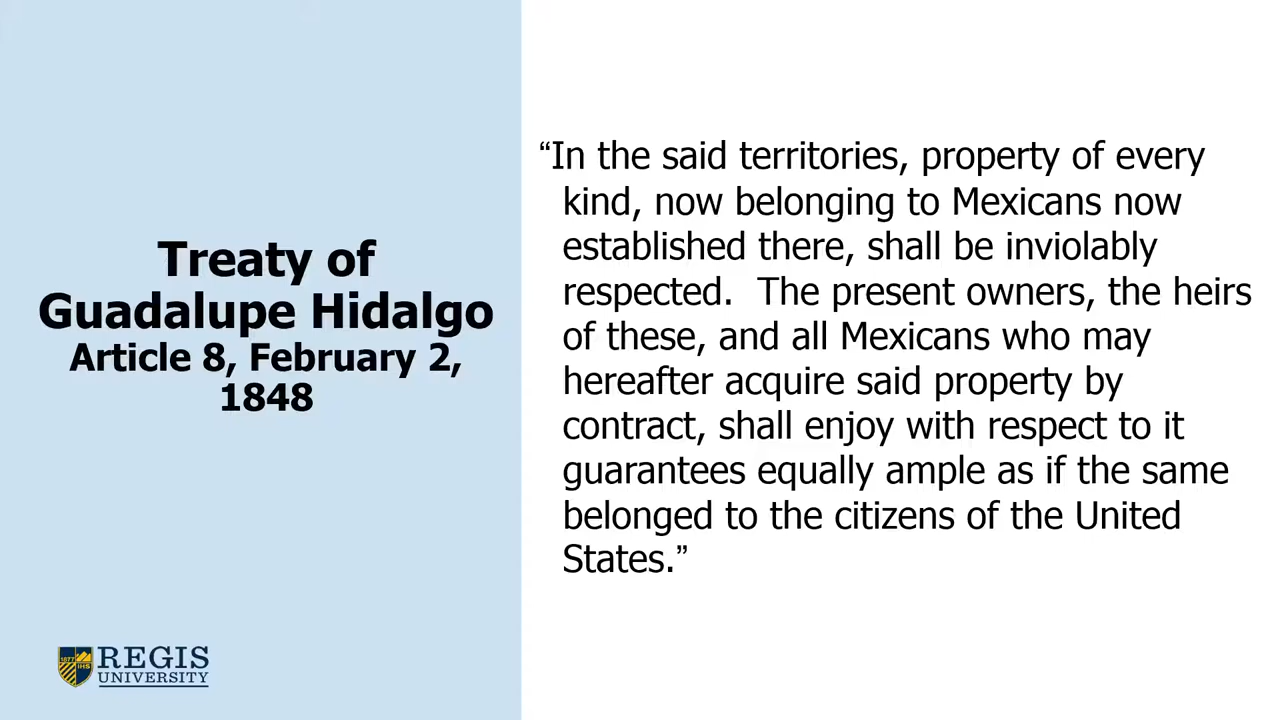 Treaty of
Guadalupe Hidalgo
Article 8, February 2,
1848
“In the said territories, property of every
kind, now belonging to Mexicans now
established there, shall be inviolably
respected.  The present owners, the heirs
of these, and all Mexicans who may
hereafter acquire said property by
contract, shall enjoy with respect to it
guarantees equally ample as if the same
belonged to the citizens of the United
States.”
1877 IHS
REGIS
UNIVERSITY